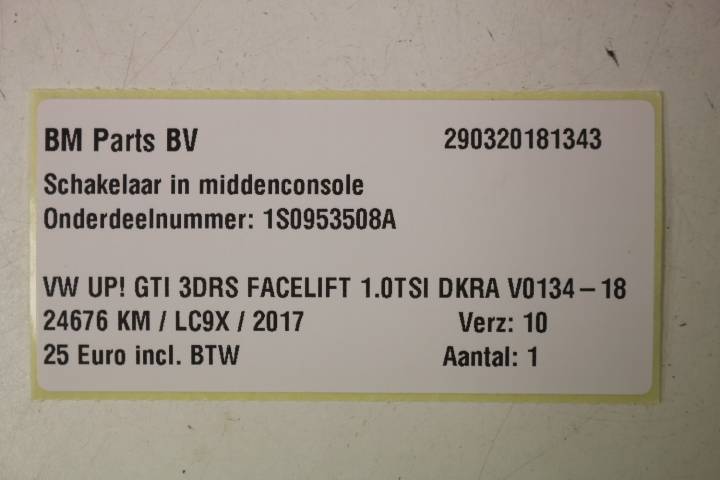 BM Parts BV 290320181343
Schakelaar in middenconsole
Onderdeelnummer: 1S0953508A
VW UP! GTI 3DRS FACELIFT 1.0TSI DKRA V0134-18
24676 KM / LC9X / 2017 Verz: 10
25 Euro incl. BTW Aantal: 1